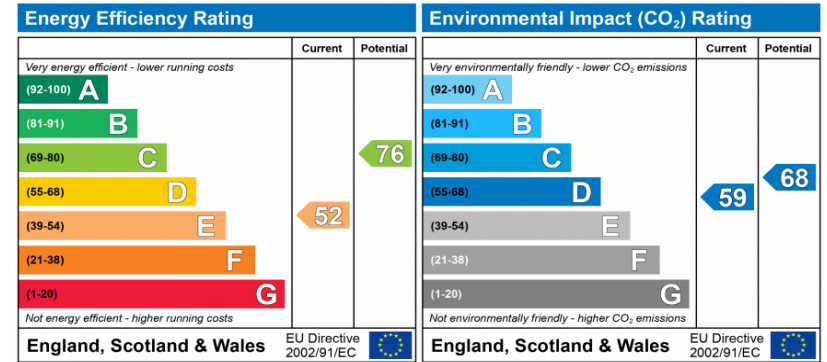 Energy Efficiency Rating
Current Potential
Very energy efficient - lower running costs
(92-100) A
(81-91) B
(69-80) C
(55-68) D
(39-54) E
(21-38) F
(1-20) G
52
76
Not energy efficient - higher running costs
England, Scotland & Wales
EU Directive
2002/91/EC
Environmental Impact (CO₂) Rating
Current Potential
Very environmentally friendly - lower CO₂ emissions
(92-100) A
(81-91) B
(69-80) C
(55-68) D
(39-54) E
(21-38) F
(1-20) G
59
68
Not environmentally friendly - higher CO₂ emissions
England, Scotland & Wales
EU Directive
2002/91/EC